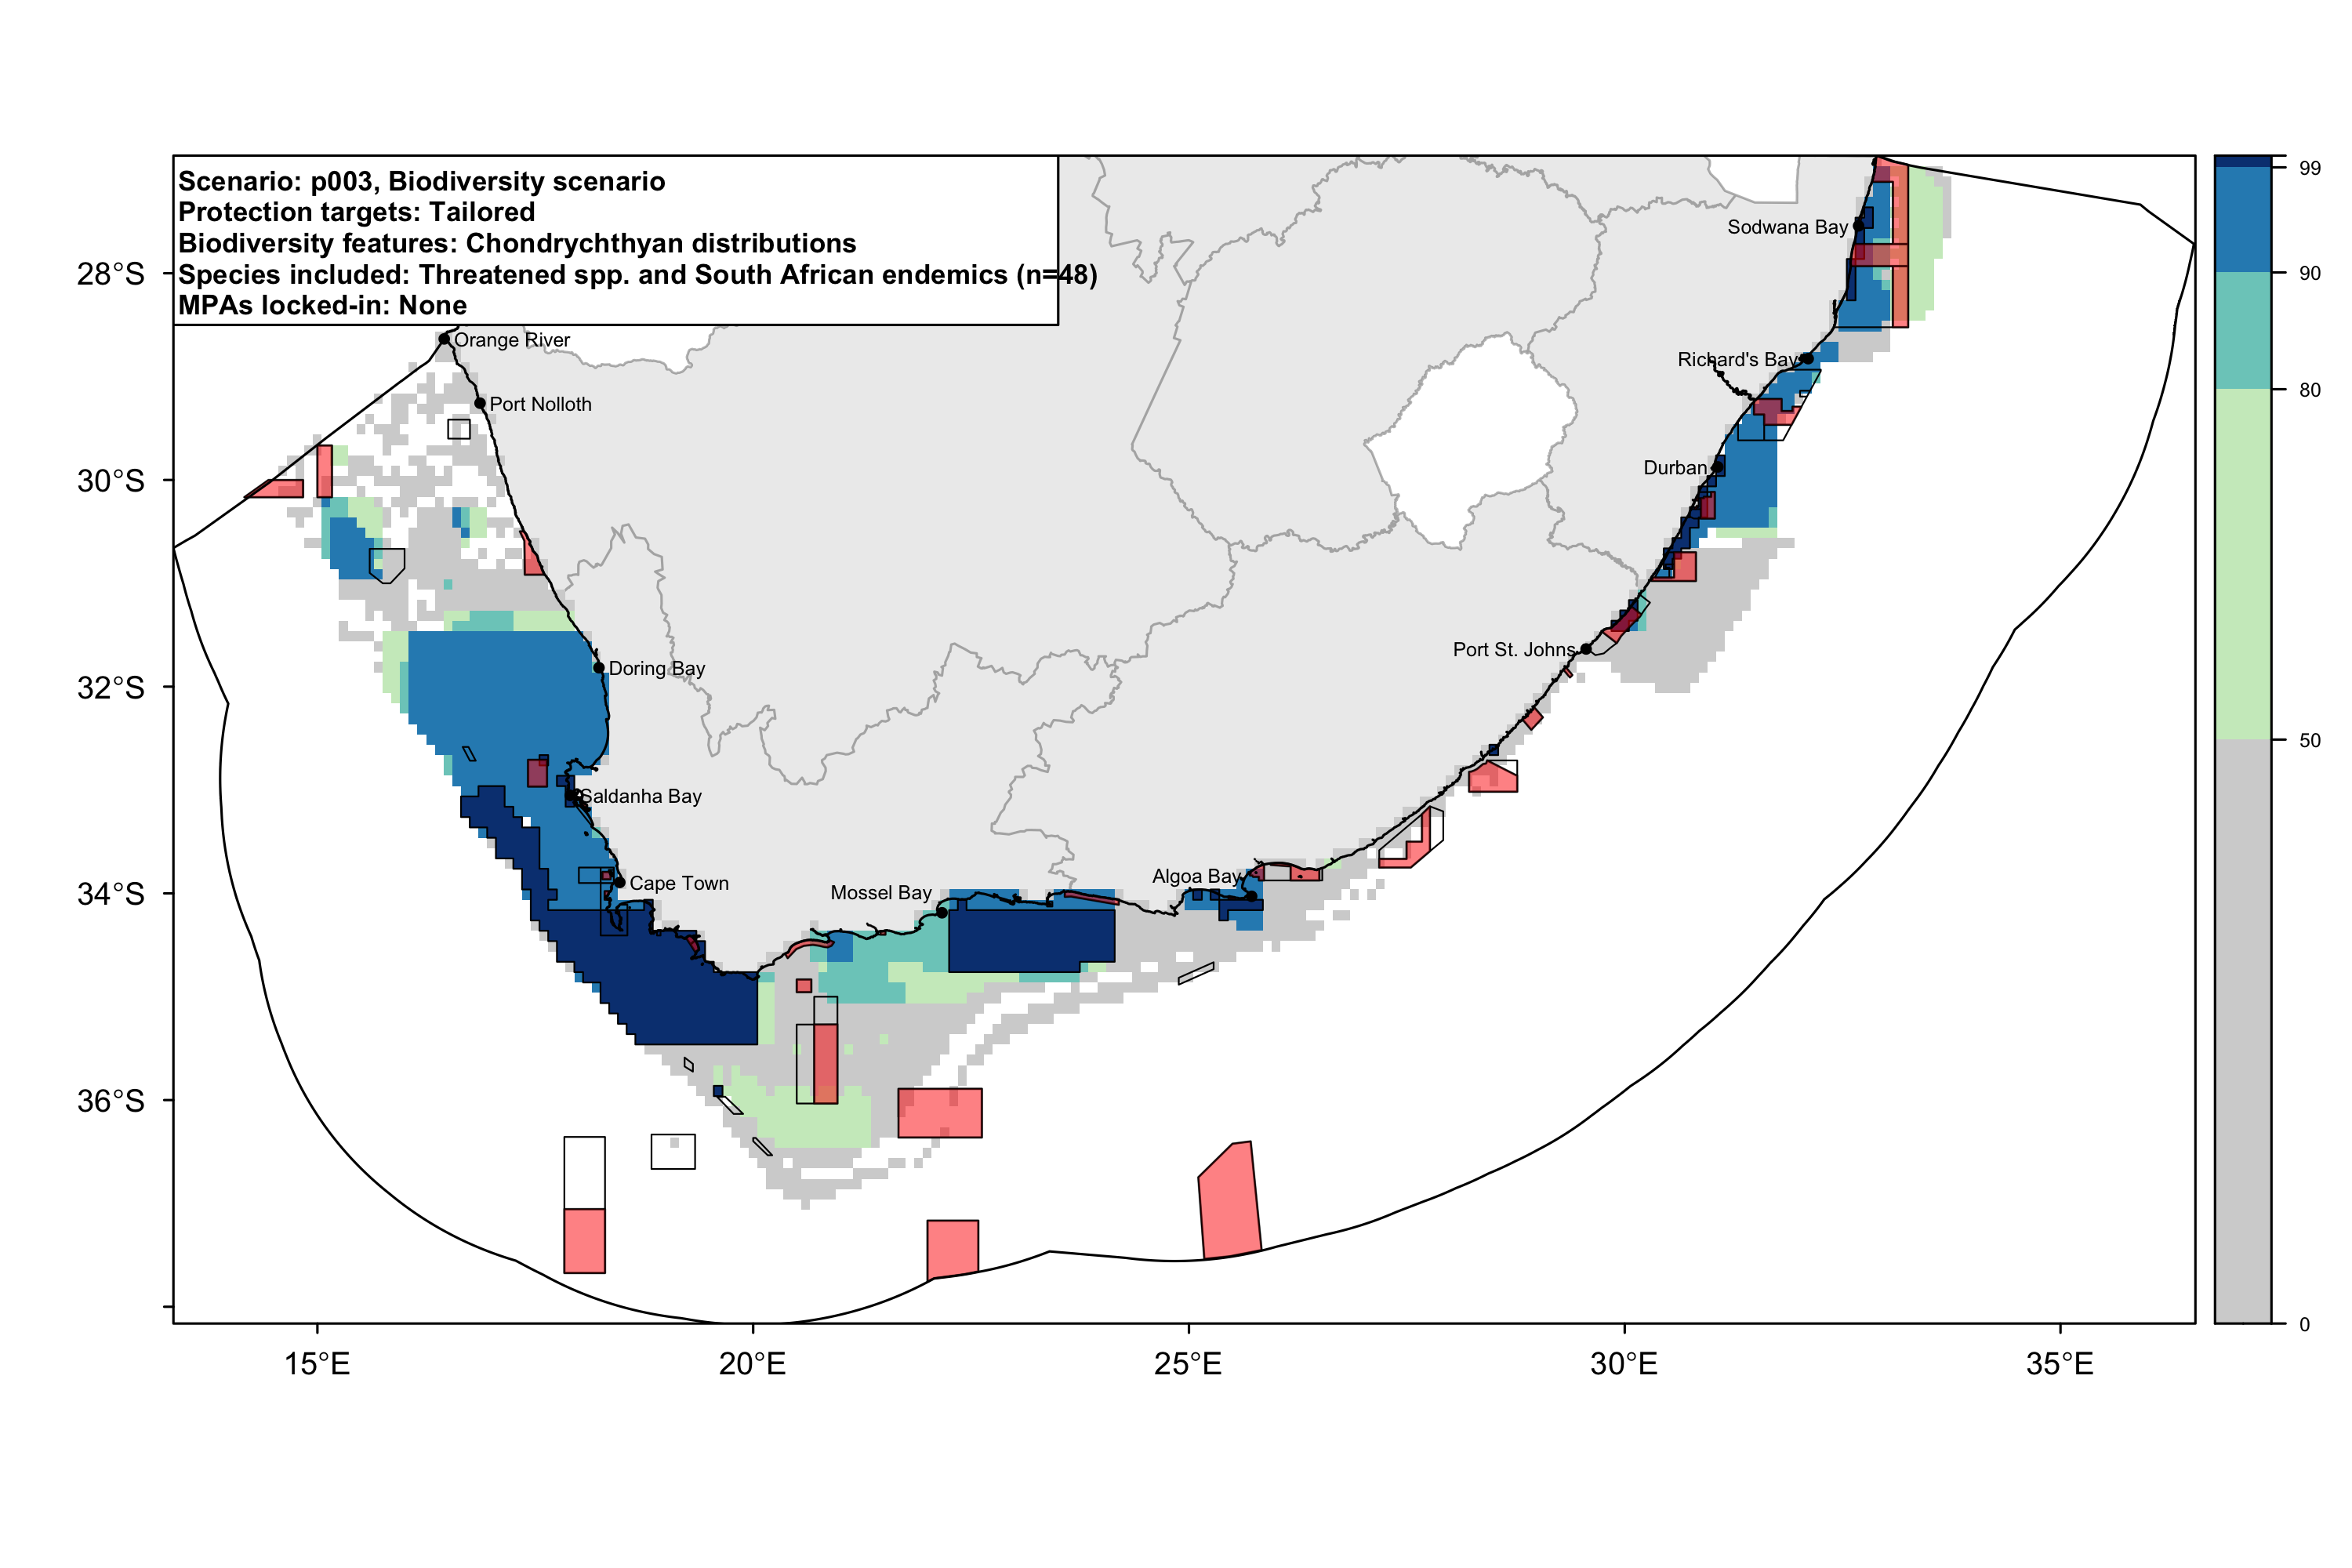 Scenario: p003, Biodiversity scenario
Protection targets: Tailored
Biodiversity features: Chondrychthyan distributions
Species included: Threatened spp. and South African endemics (n=48)
MPAs locked-in: None
Sodwana Bay
Orange River
Richard's Bay
Port Nolloth
Durban
Port St. Johns
Doring Bay
Saldanha Bay
Algoa Bay
Cape Town
Mossel Bay
28°S
30°S
32°S
34°S
36°S
15°E
20°E
25°E
30°E
35°E
99
90
80
50
0